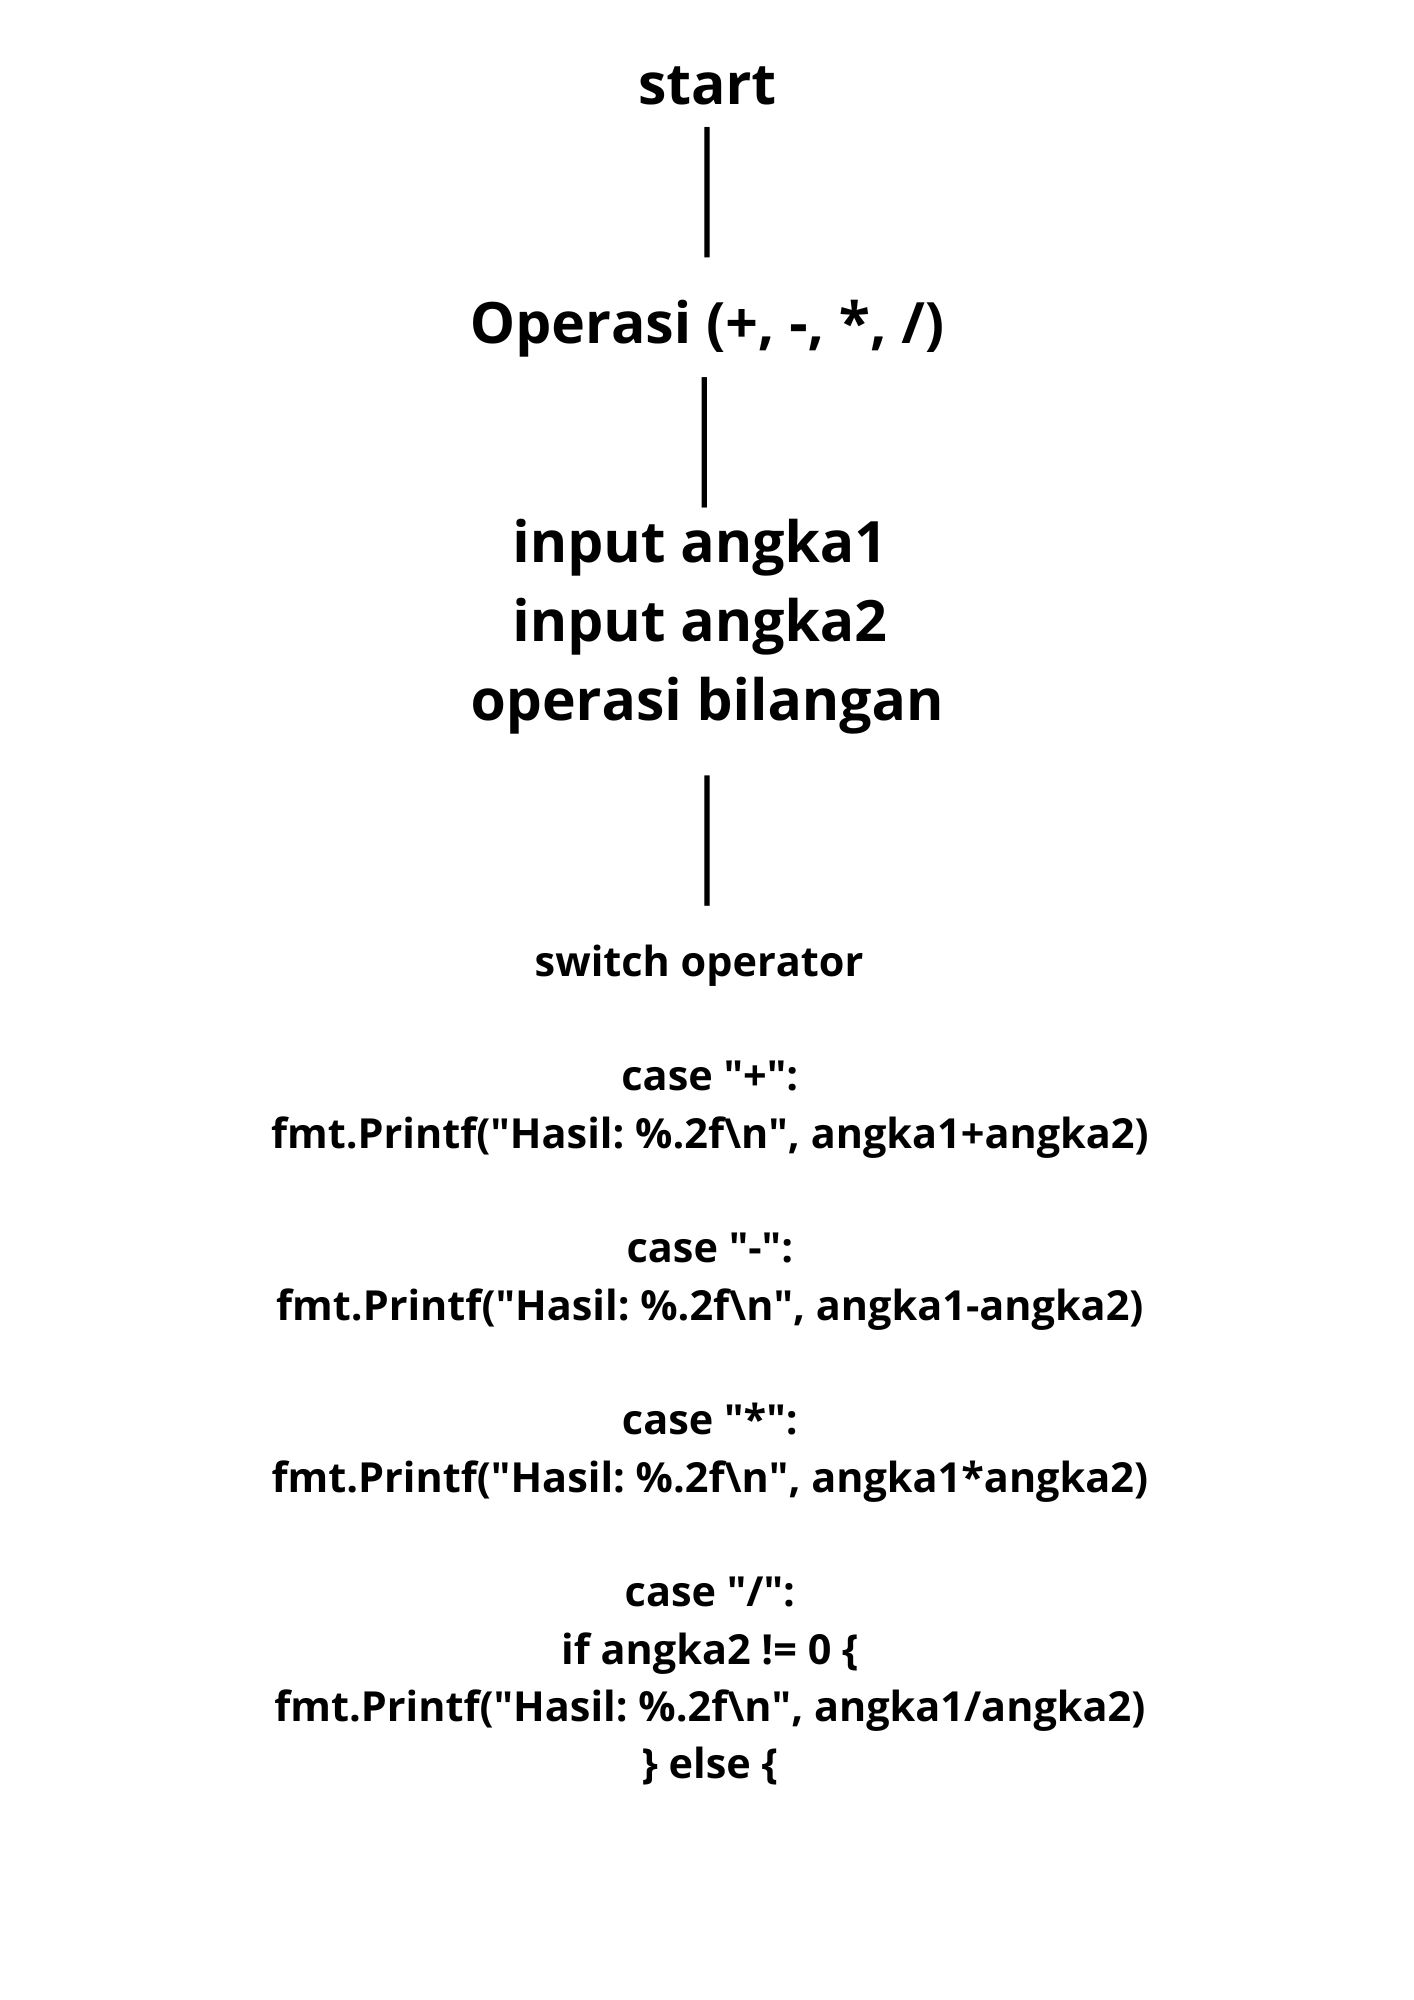 start
Operasi (+, -, *, /)
input angka1
input angka2
operasi bilangan
switch operator
case "+":
fmt.Printf("Hasil: %.2f\n", angka1+angka2)
case "-":
fmt.Printf("Hasil: %.2f\n", angka1-angka2)
case "*":
fmt.Printf("Hasil: %.2f\n", angka1*angka2)
case "/":
if angka2 != 0 {
fmt.Printf("Hasil: %.2f\n", angka1/angka2)
} else {